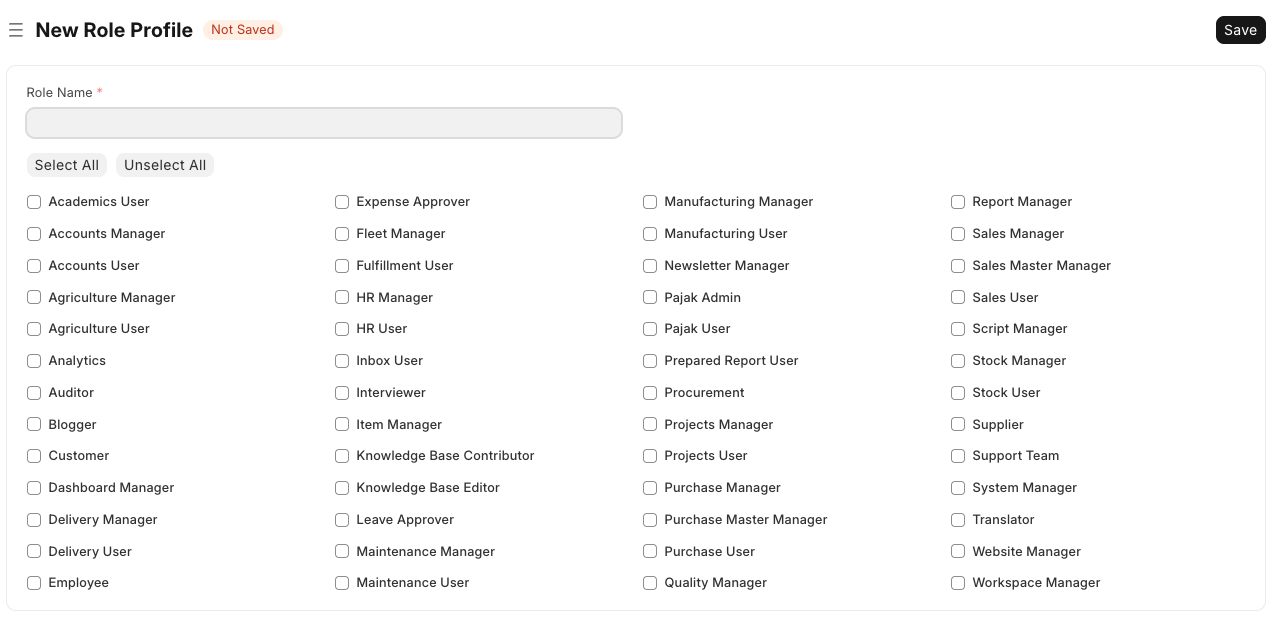 New Role Profile Not Saved Save
Role Name *
Select All Unselect All
Academics User Expense Approver Manufacturing Manager Report Manager
Accounts Manager Fleet Manager Manufacturing User Sales Manager
Accounts User Fulfillment User Newsletter Manager Sales Master Manager
Agriculture Manager HR Manager Pajak Admin Sales User
Agriculture User HR User Pajak User Script Manager
Analytics Inbox User Prepared Report User Stock Manager
Auditor Interviewer Procurement Stock User
Blogger Item Manager Projects Manager Supplier
Customer Knowledge Base Contributor Projects User Support Team
Dashboard Manager Knowledge Base Editor Purchase Manager System Manager
Delivery Manager Leave Approver Purchase Master Manager Translator
Delivery User Maintenance Manager Purchase User Website Manager
Employee Maintenance User Quality Manager Workspace Manager